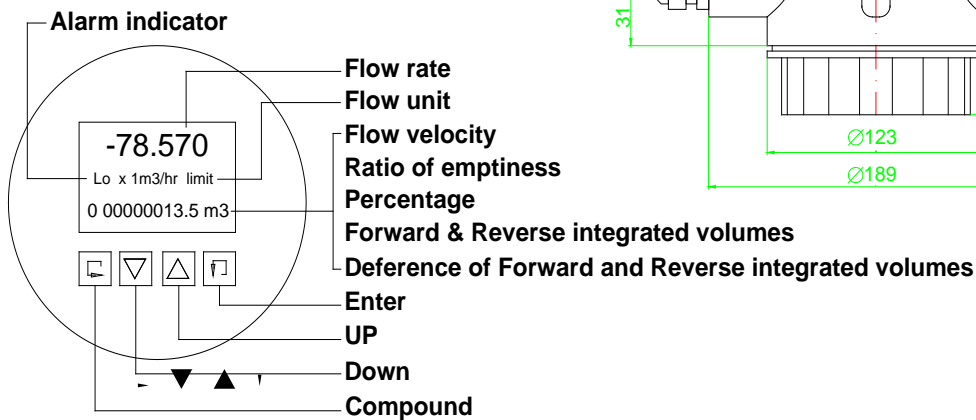 Alarm indicator
Flow rate
Flow unit
Flow velocity
Ratio of emptiness
Percentage
Forward & Reverse integrated volumes
Deference of Forward and Reverse integrated volumes
Enter
UP
Down
Compound
-78.570
Lo x 1m3/hr limit
0 00000013.5 m3
31
Ø123
Ø189